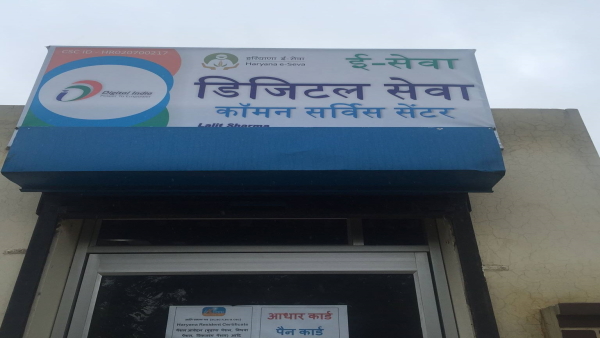 हरियाणा ई. सेवा
Haryana e-Seva
ई-सेवा
Digital India
डिजिटल सेवा
कॉमन सर्विस सेंटर
Lalit Sharma
Haryana Resident Certificate
आधार कार्ड
पैन कार्ड